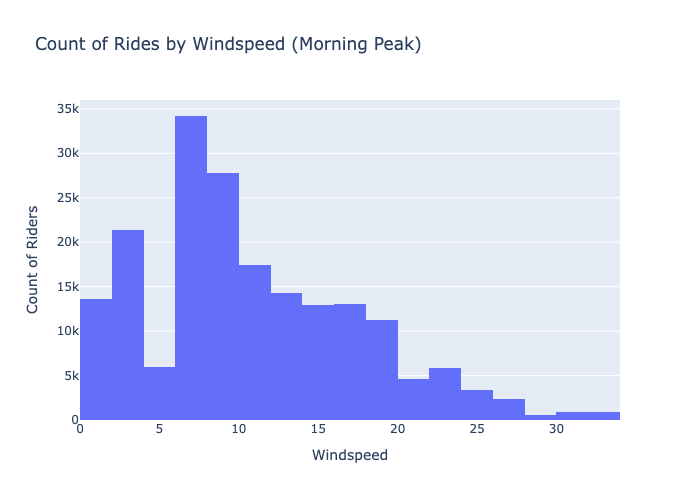 Count of Rides by Windspeed (Morning Peak)
35k
30k
25k
20k
15k
10k
5k
0
Count of Riders
0 5 10 15 20 25 30
Windspeed